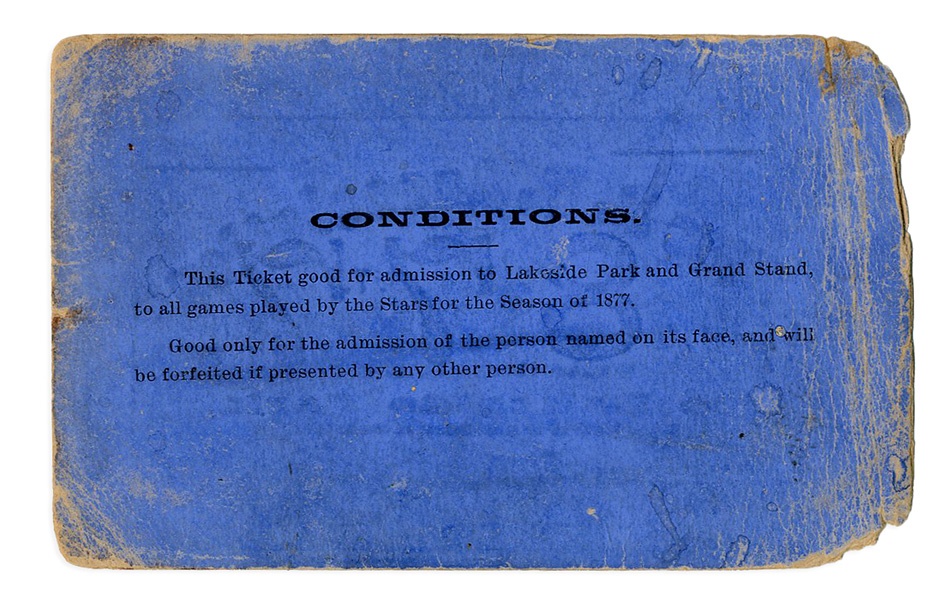 CONDITIONS.
This Ticket good for admission to Lakeside Park and Grand Stand,
to all games played by the Stars for the Season of 1877.
Good only for the admission of the person named on its face, and will
be forfeited if presented by any other person.